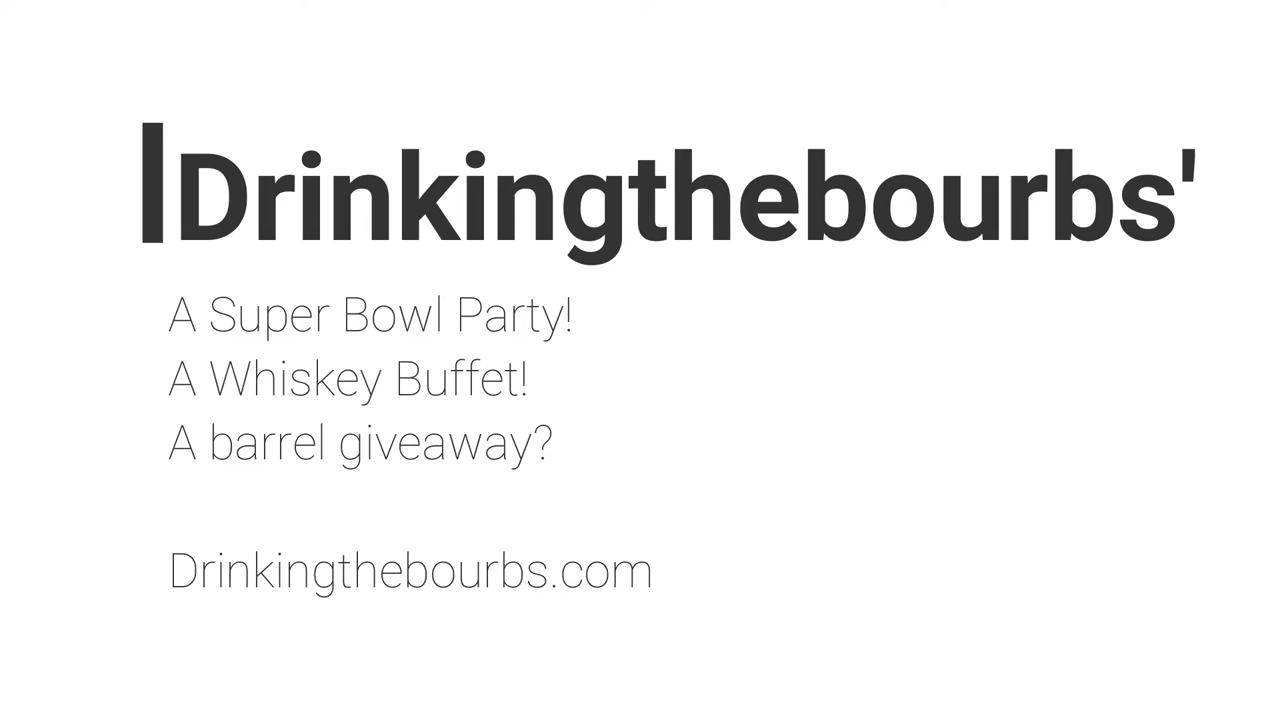 Drinkingthebourbs'
A Super Bowl Party!
A Whiskey Buffet!
A barrel giveaway?
Drinkingthebourbs.com